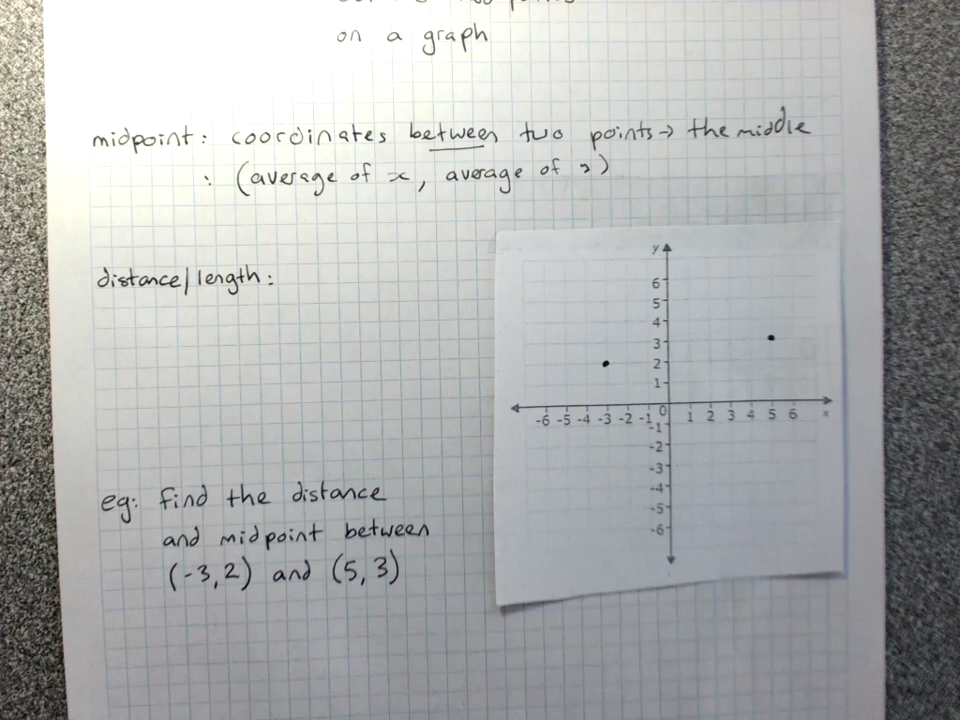 on a graph
midpoint: coordinates between two points → the middle
: (average of x, average of y)
distance/length:
y
6
5
4
3
2
1
-6 -5 -4 -3 -2 -1 0 1 2 3 4 5 6 x
-1
-2
-3
-4
-5
-6
eg: find the distance
and midpoint between
(-3,2) and (5,3)